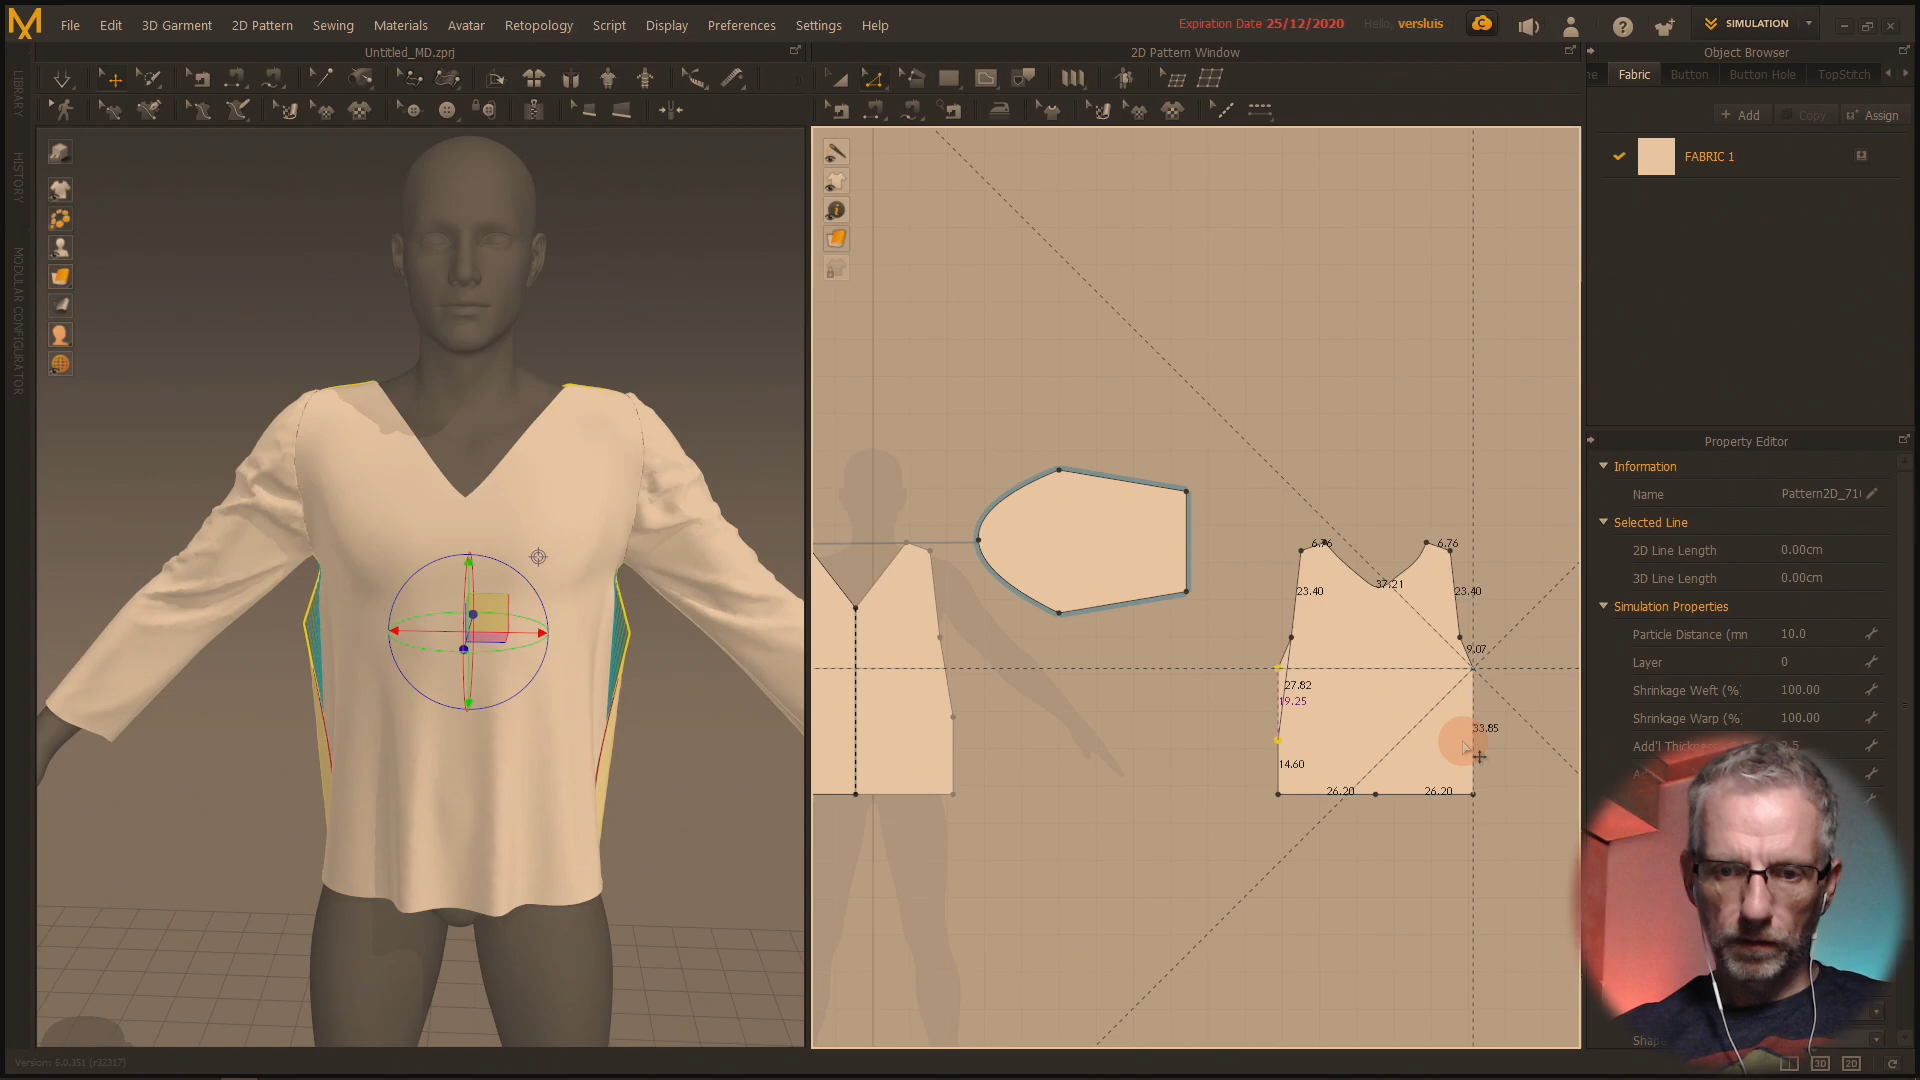 File Edit 3D Garment 2D Pattern Sewing Materials Avatar Retopology Script Display Preferences Settings Help
Expiration Date 25/12/2020 Hello, versluis
SIMULATION
Untitled_MD.zprj
2D Pattern Window
Object Browser
Fabric Button Button Hole TopStitch
+ Add Copy Assign
FABRIC 1
LIBRARY
HISTORY
MODULAR CONFIGURATOR
6.76
6.76
37.21
23.40
23.40
9.07
27.82
19.25
33.85
14.60
26.20
26.20
Property Editor
Information
Name Pattern2D_71
Selected Line
2D Line Length 0.00cm
3D Line Length 0.00cm
Simulation Properties
Particle Distance (mn 10.0
Layer 0
Shrinkage Weft (% 100.00
Shrinkage Warp (% 100.00
Add'l Thickness
Shape
Version: 6.0.351 (r32317)
3D 2D